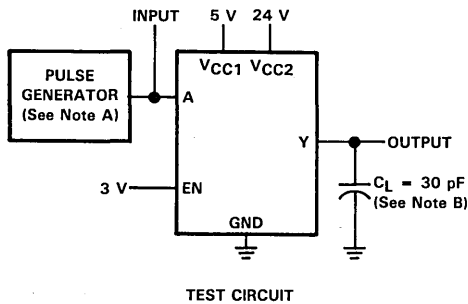 INPUT
5 V 24 V
PULSE
GENERATOR
(See Note A)
VCC1 VCC2
A
Y
OUTPUT
3 V
EN
CL = 30 pF
(See Note B)
GND
TEST CIRCUIT